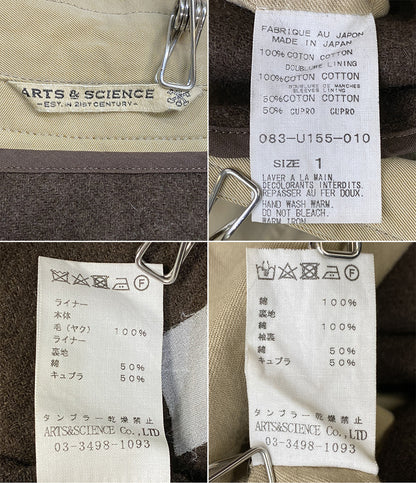 ARTS & SCIENCE
-EST. IN 21ST CENTURY-
FABRIQUE AU JAPON
MADE IN JAPAN
100% COTON COTTON
DOUBLURE LINING
100% COTON COTTON
DOUBLURE DE MANCHES
SLEEVES LINING
50% COTON COTTON
50% CUPRO CUPRO
083-U155-010
SIZE 1
LAVER A LA MAIN
DECOLORANTS INTERDITS.
REPASSER AU FER DOUX.
HAND WASH WARM.
DO NOT BLEACH.
WARM IRON.
F
ライナー
本体
毛(ヤク) 100%
ライナー
裏地
綿 50%
キュプラ 50%
タンブラー乾燥禁止
ARTS&SCIENCE Co.,LTD
03-3498-1093
F
綿 100%
裏地
綿 100%
袖裏
綿 50%
キュプラ 50%
タンブラー乾燥禁止
ARTS&SCIENCE Co.,LTD
03-3498-1093